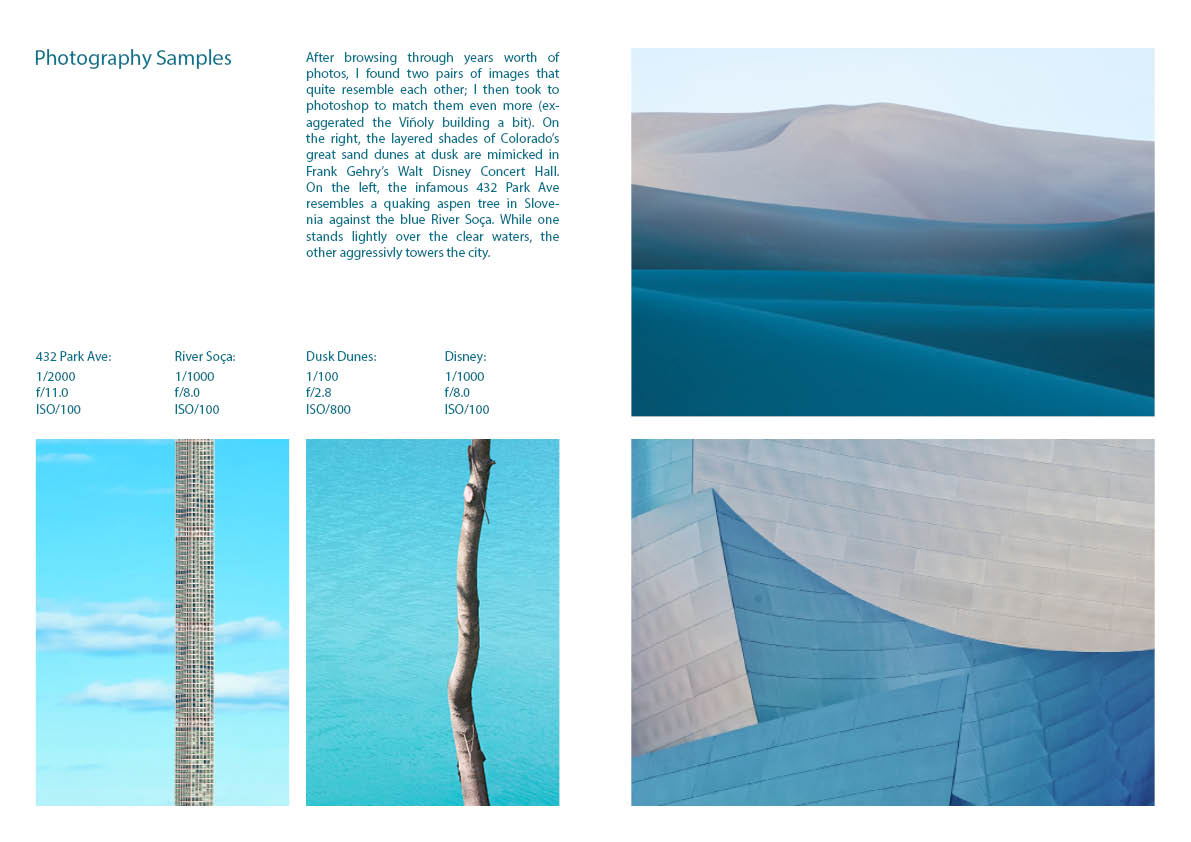 Photography Samples
After browsing through years worth of
photos, I found two pairs of images that
quite resemble each other; I then took to
photoshop to match them even more (ex-
aggerated the Viñoly building a bit). On
the right, the layered shades of Colorado’s
great sand dunes at dusk are mimicked in
Frank Gehry’s Walt Disney Concert Hall.
On the left, the infamous 432 Park Ave
resembles a quaking aspen tree in Slove-
nia against the blue River Soça. While one
stands lightly over the clear waters, the
other aggressivly towers the city.
432 Park Ave:
1/2000
f/11.0
ISO/100
River Soça:
1/1000
f/8.0
ISO/100
Dusk Dunes:
1/100
f/2.8
ISO/800
Disney:
1/1000
f/8.0
ISO/100